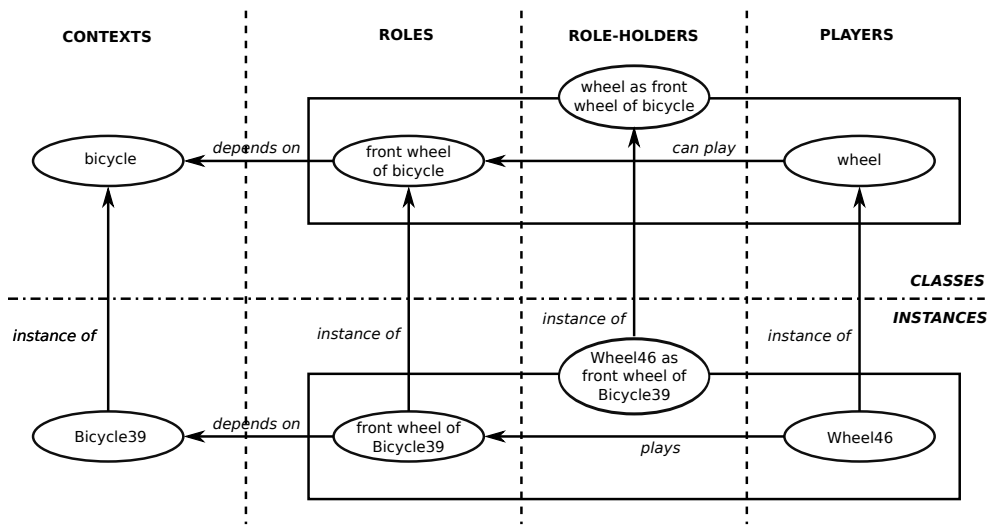 CONTEXTS
ROLES
ROLE-HOLDERS
PLAYERS
wheel as front
wheel of bicycle
bicycle
depends on
front wheel
of bicycle
can play
wheel
CLASSES
INSTANCES
instance of
instance of
instance of
instance of
Wheel46 as
front wheel of
Bicycle39
Bicycle39
depends on
front wheel of
Bicycle39
plays
Wheel46